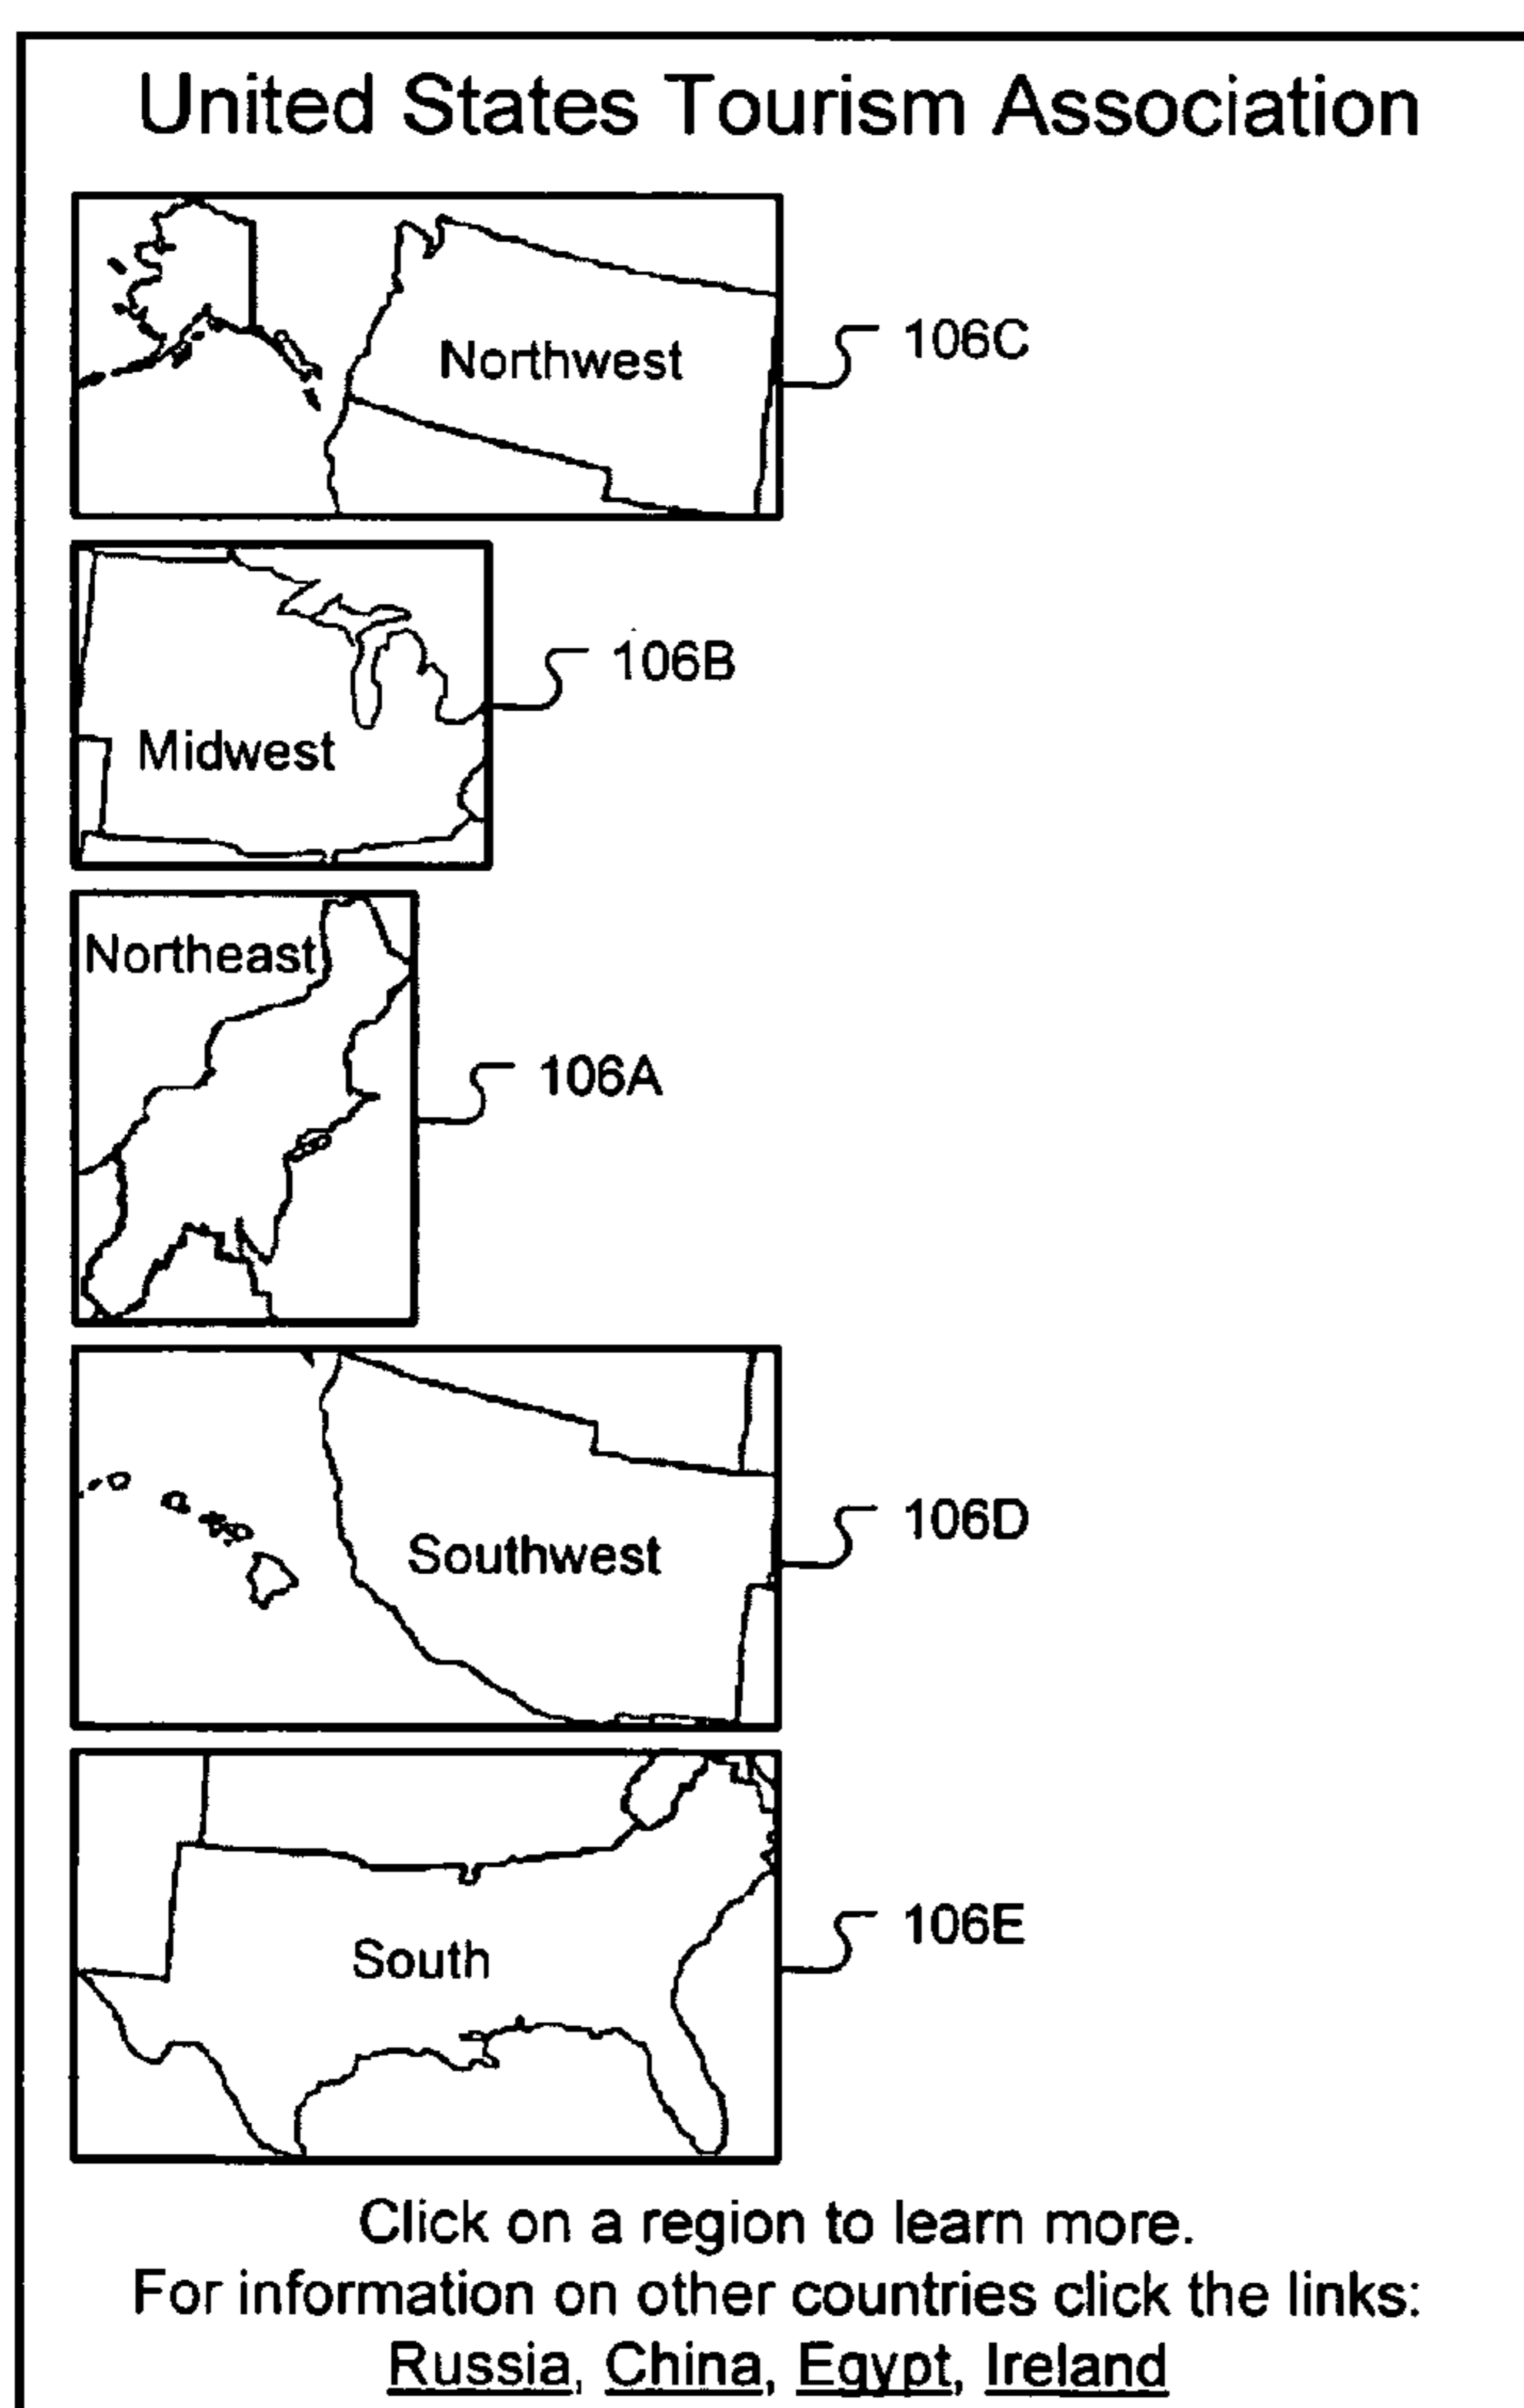 United States Tourism Association
Northwest
106C
106B
Midwest
Northeast
106A
106D
Southwest
106E
South
Click on a region to learn more.
For information on other countries click the links:
Russia, China, Egypt, Ireland